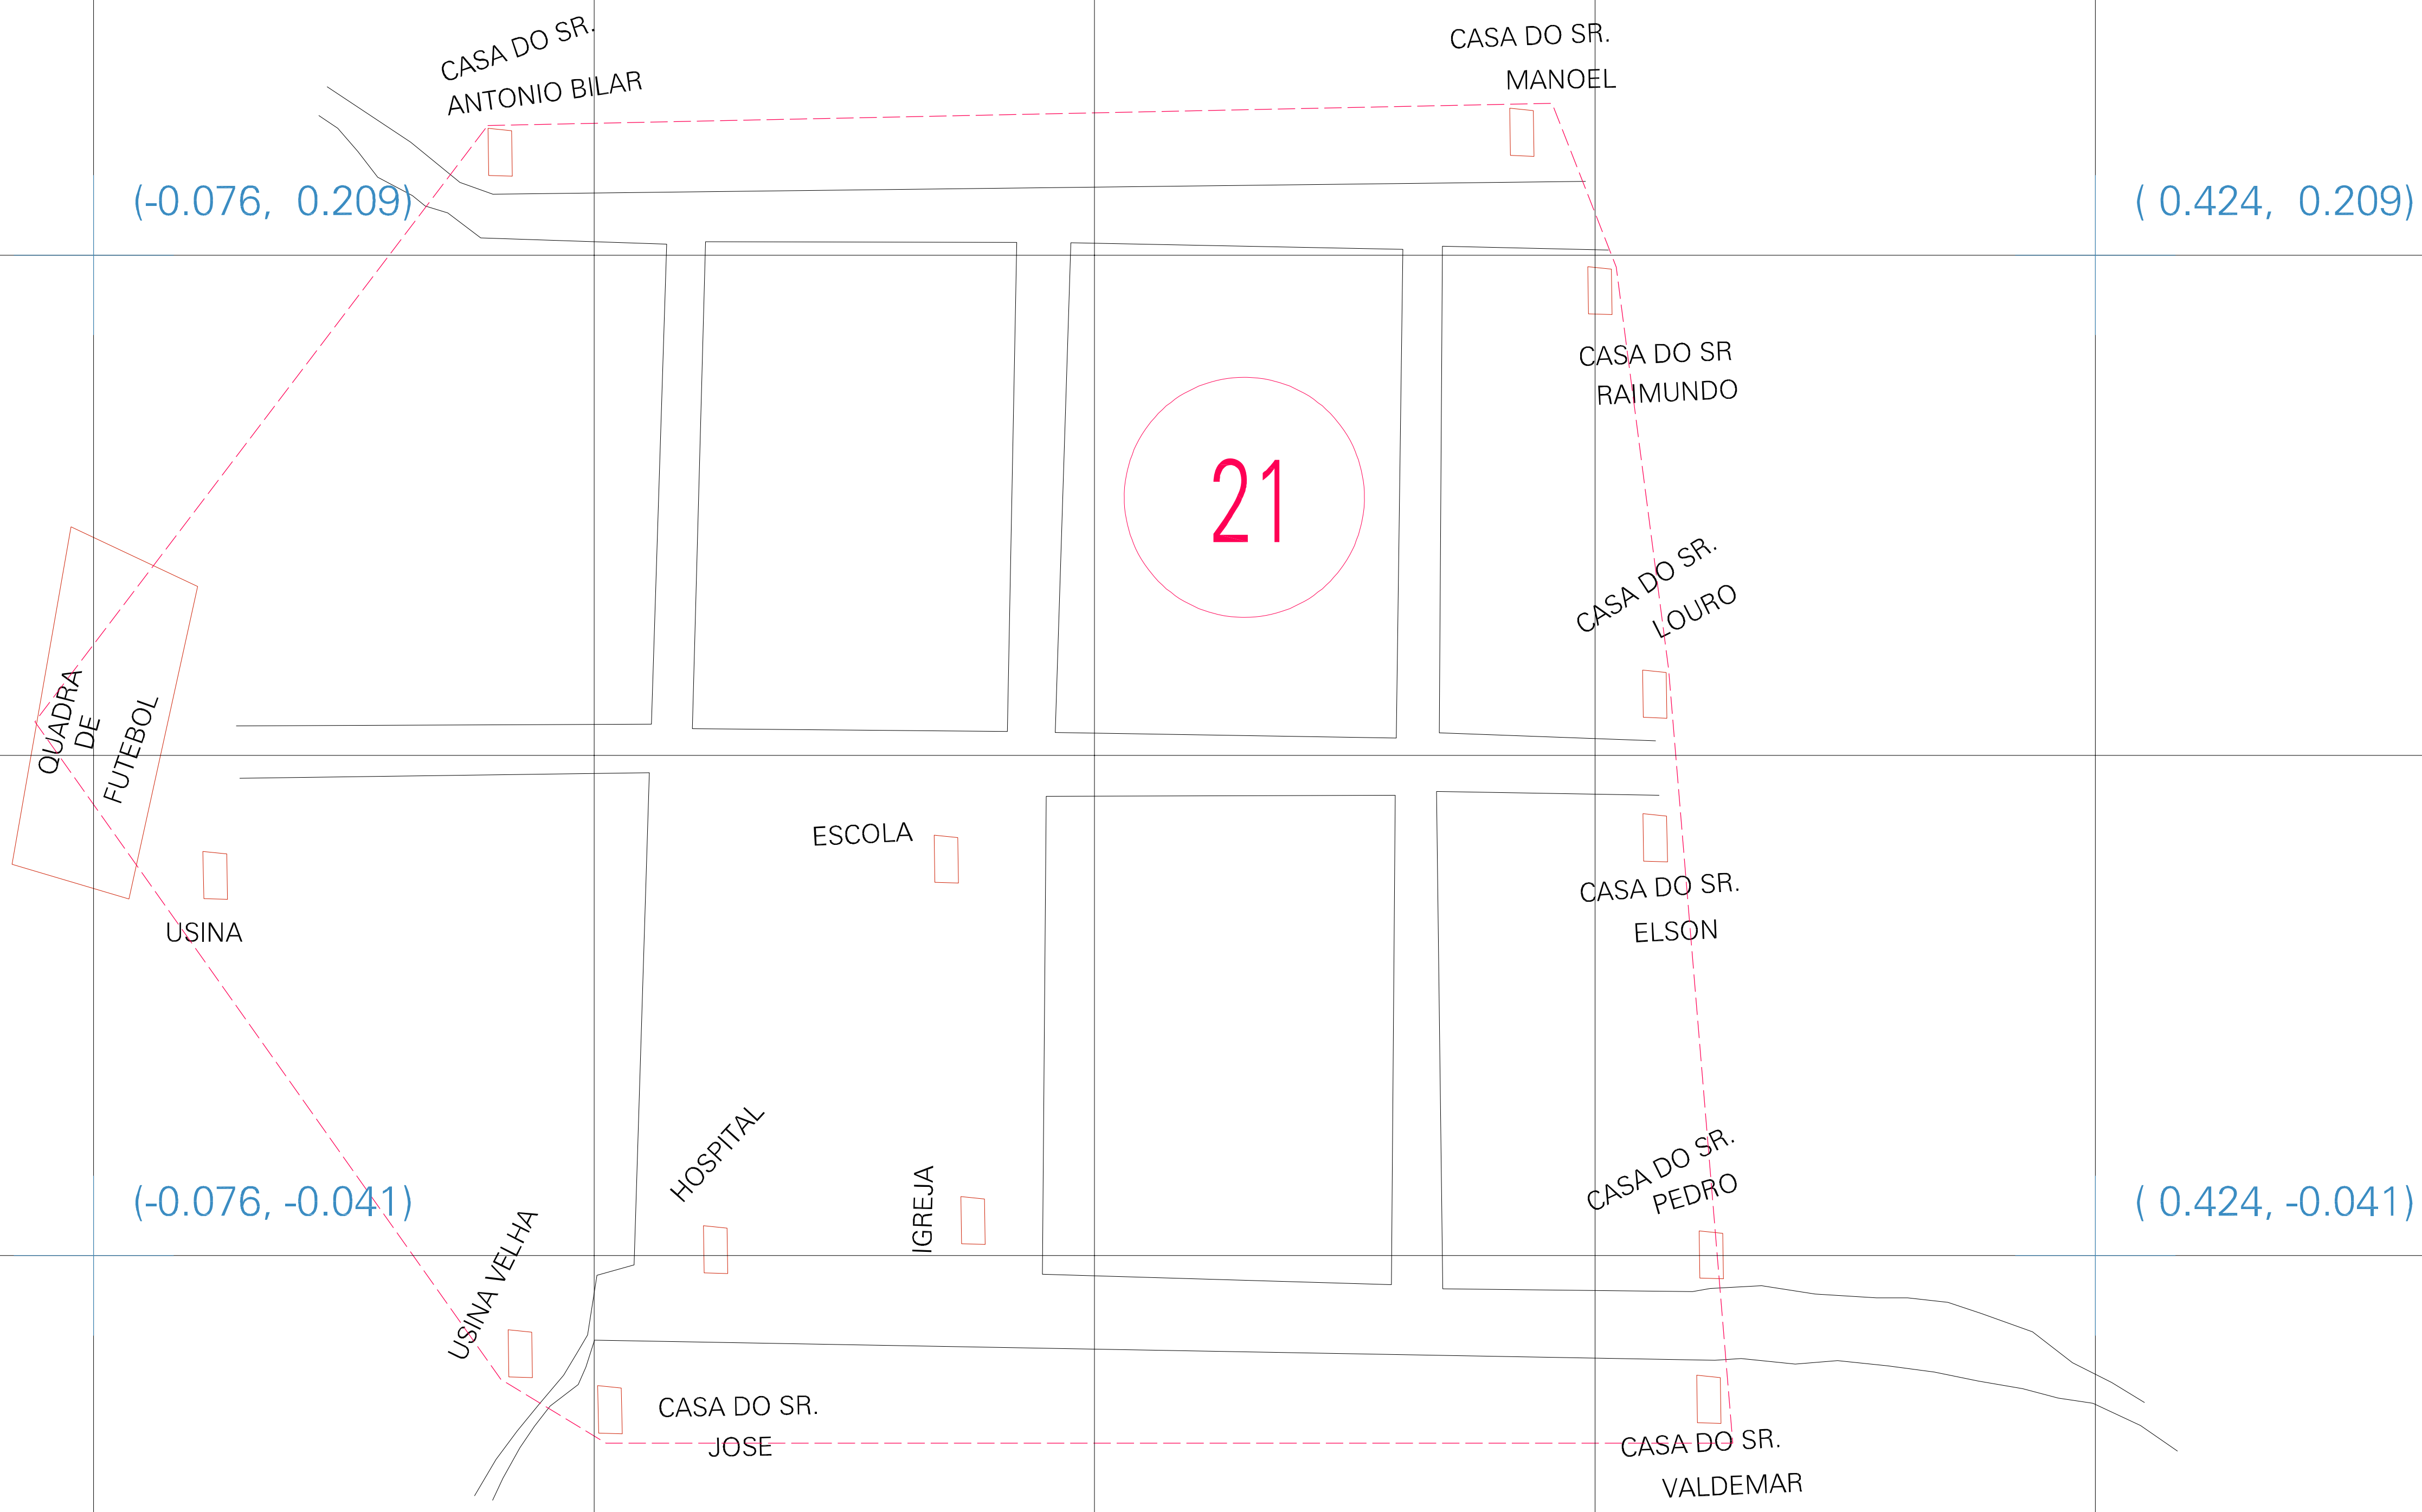 CASA DO SR.
ANTONIO BILAR
CASA DO SR.
MANOEL
(-0.076,  0.209)
( 0.424,  0.209)
CASA DO SR
RAIMUNDO
21
CASA DO SR.
LOURO
QUADRA
DE
FUTEBOL
ESCOLA
USINA
CASA DO SR.
ELSON
HOSPITAL
IGREJA
CASA DO SR.
PEDRO
(-0.076, -0.041)
( 0.424, -0.041)
USINA VELHA
CASA DO SR.
JOSE
CASA DO SR.
VALDEMAR